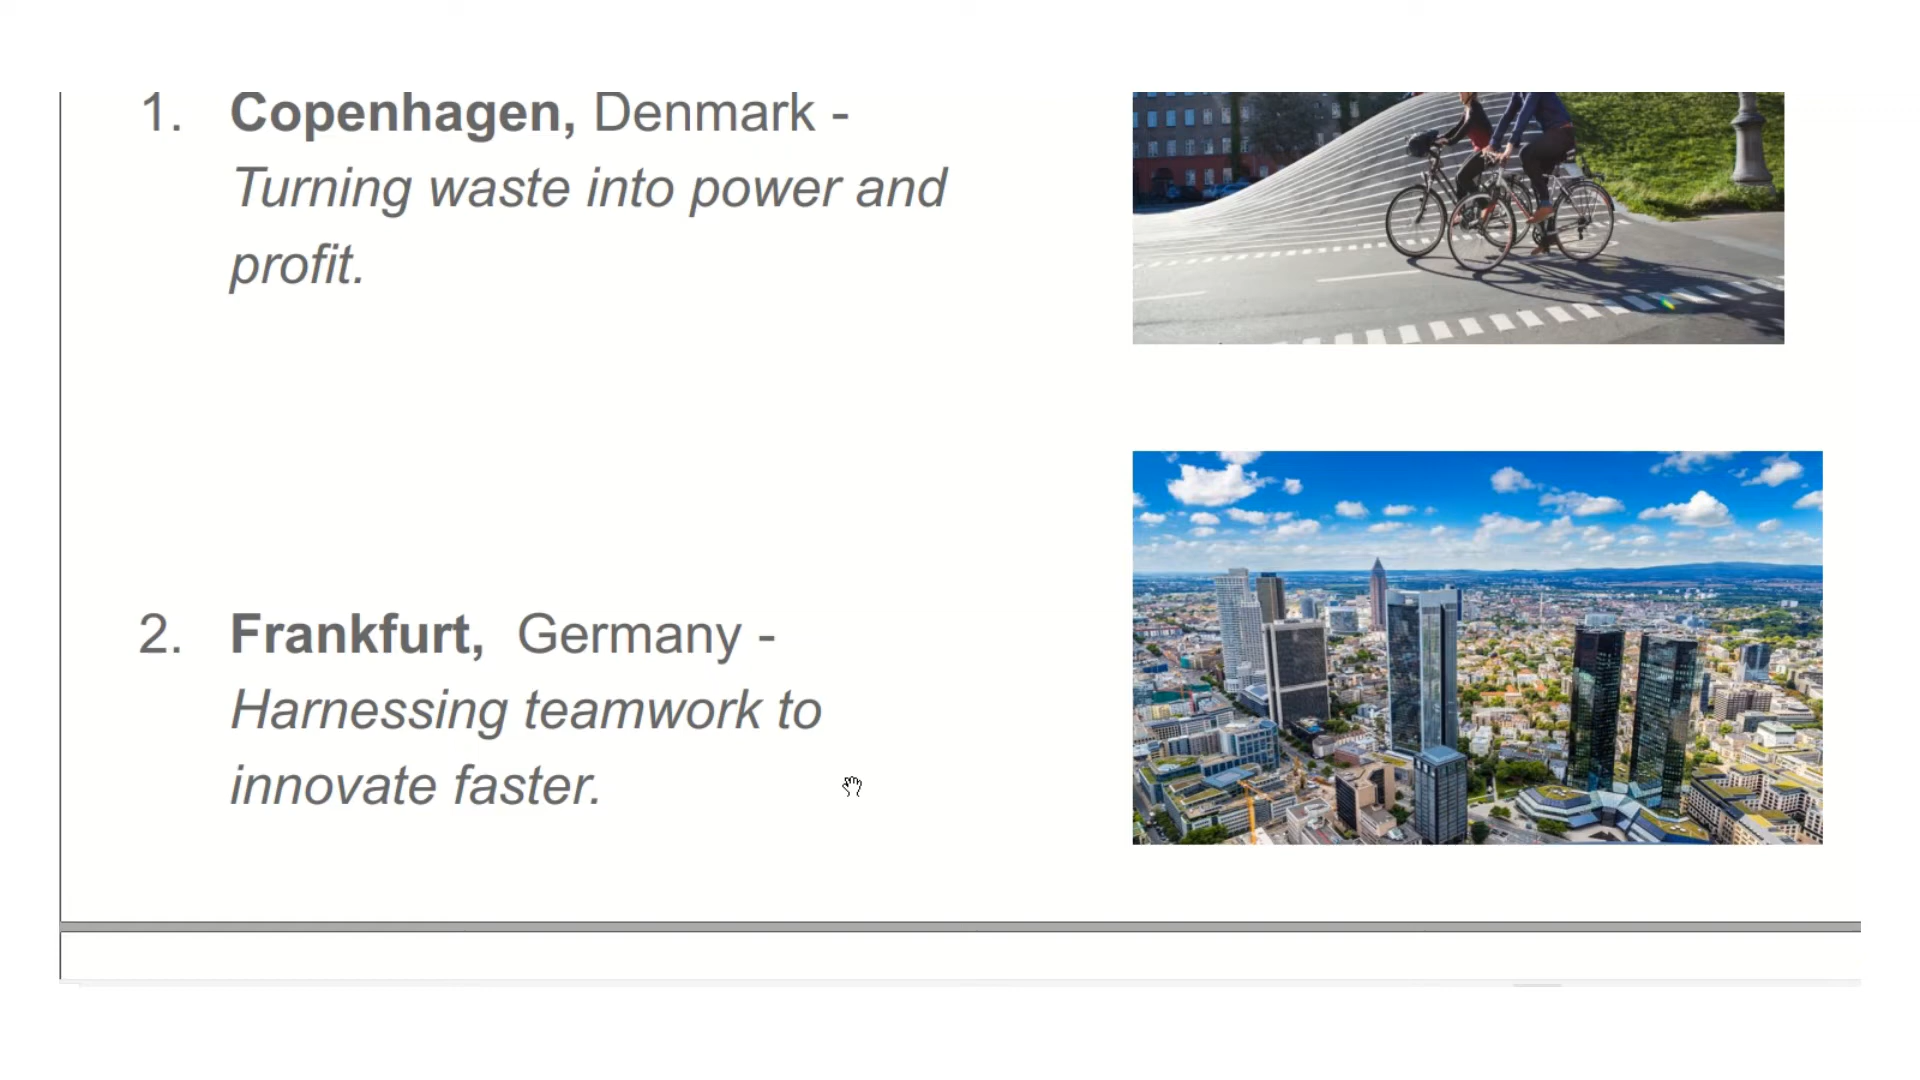 1. Copenhagen, Denmark -
Turning waste into power and
profit.
2. Frankfurt, Germany -
Harnessing teamwork to
innovate faster.